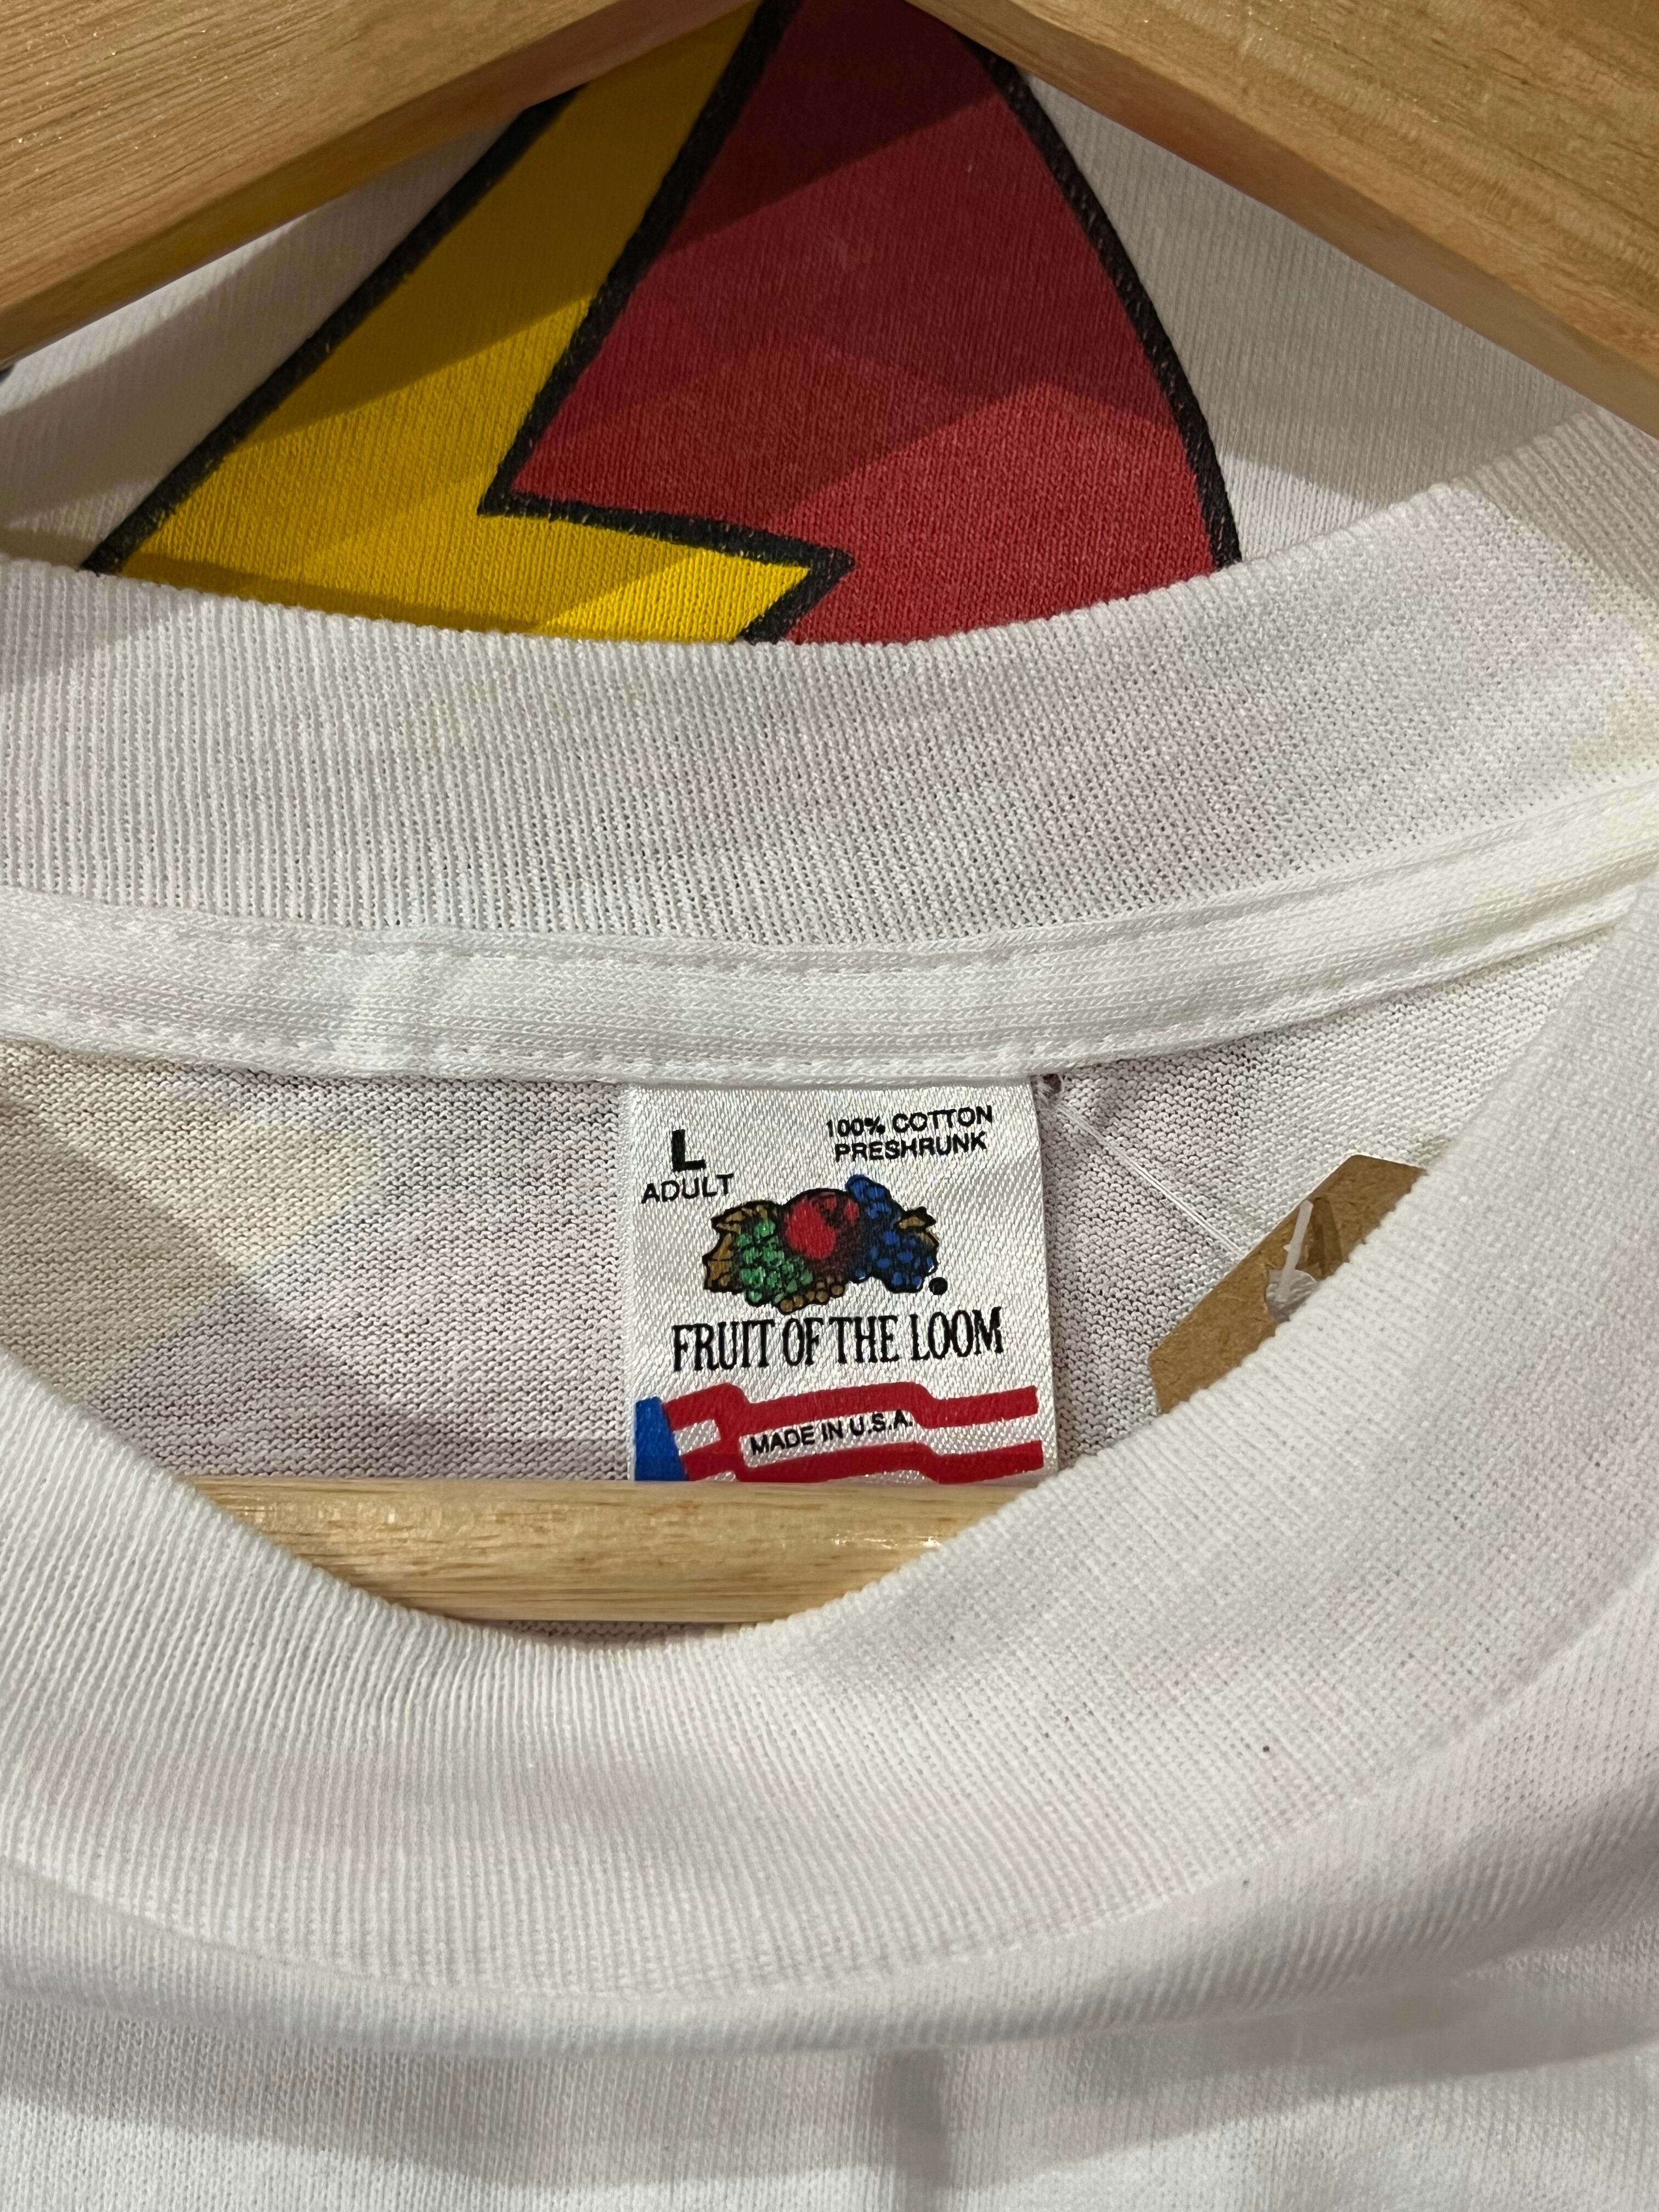 L
ADULT
100% COTTON
PRESHRUNK
FRUIT OF THE LOOM
MADE IN U.S.A.